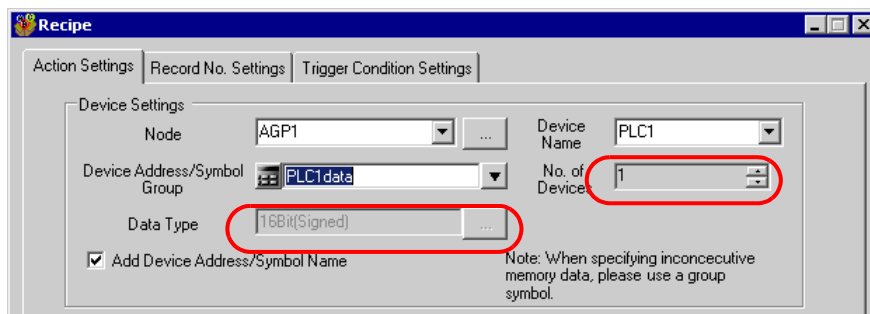 Recipe
Action Settings Record No. Settings Trigger Condition Settings
Device Settings
Node AGP1 ... Device Name PLC1
Device Address/Symbol Group PLC1data No. of Devices 1
Data Type 16Bit(Signed) ...
Add Device Address/Symbol Name
Note: When specifying inconcecutive
memory data, please use a group
symbol.